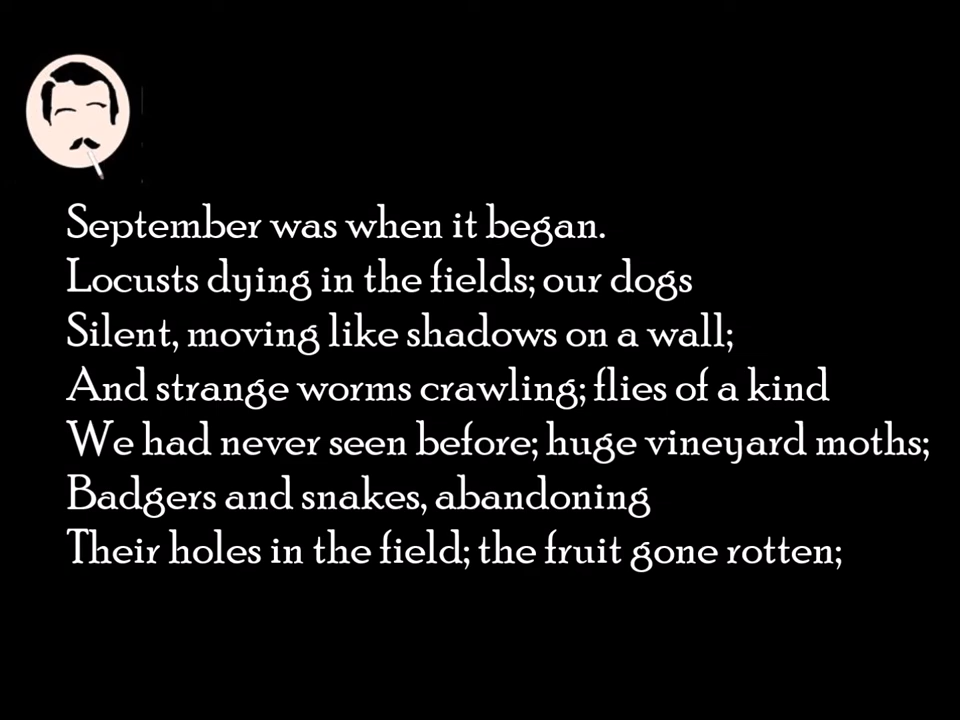 September was when it began.
Locusts dying in the fields; our dogs
Silent, moving like shadows on a wall;
And strange worms crawling; flies of a kind
We had never seen before; huge vineyard moths;
Badgers and snakes, abandoning
Their holes in the field; the fruit gone rotten;